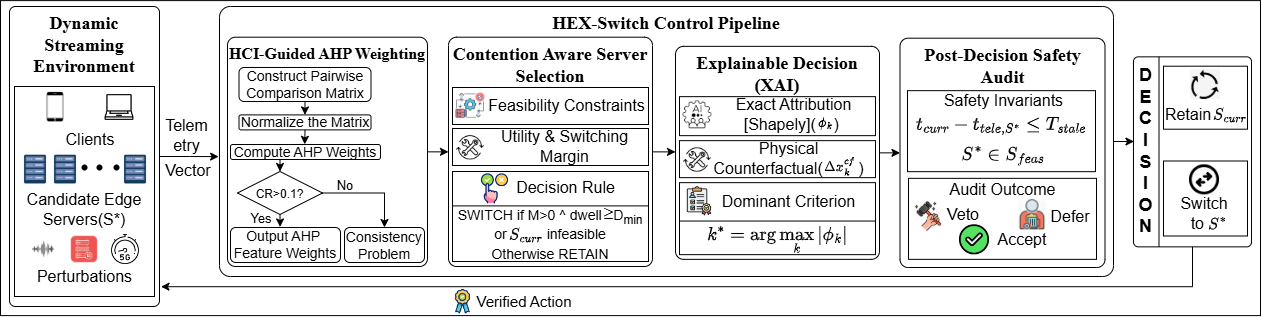 Dynamic
Streaming
Environment
Clients
Candidate Edge
Servers(S*)
5G
Perturbations
Telem
etry
Vector
HEX-Switch Control Pipeline
HCI-Guided AHP Weighting
Construct Pairwise
Comparison Matrix
Normalize the Matrix
Compute AHP Weights
CR>0.1?
No
Yes
Output AHP
Feature Weights
Consistency
Problem
Contention Aware Server
Selection
Feasibility Constraints
Utility & Switching
Margin
Decision Rule
SWITCH if M>0 ^ dwell≥D_min
or S_curr infeasible
Otherwise RETAIN
Explainable Decision
(XAI)
AI
Exact Attribution
[Shapely](ϕ_k)
Physical
Counterfactual(Δx_k^cf)
Dominant Criterion
k* = arg max_k |ϕ_k|
Post-Decision Safety
Audit
Safety Invariants
t_curr − t_tele,S* ≤ T_stale
S* ∈ S_feas
Audit Outcome
Veto
Defer
Accept
DECISION
Retain S_curr
Switch
to S*
Verified Action